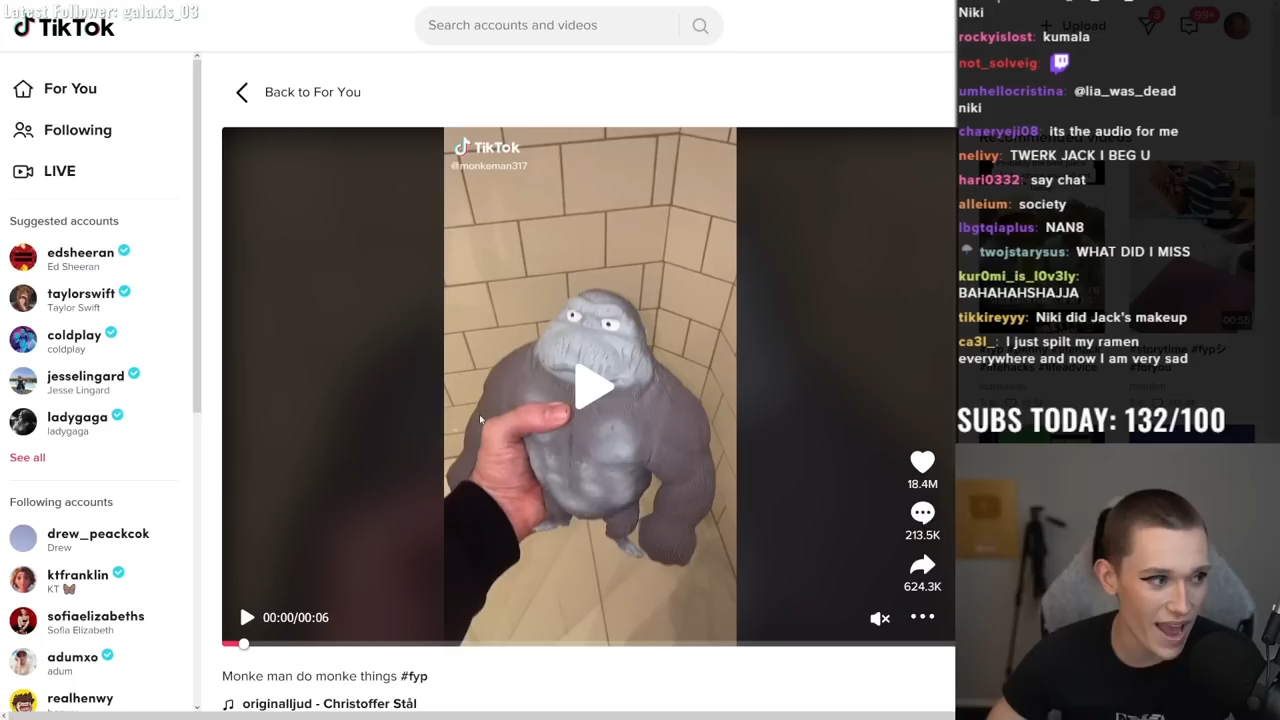 Latest Follower: galaxis_03
TikTok
Search accounts and videos
Upload
3
99+
For You
Following
LIVE
Suggested accounts
edsheeran
Ed Sheeran
taylorswift
Taylor Swift
coldplay
coldplay
jesselingard
Jesse Lingard
ladygaga
ladygaga
See all
Following accounts
drew_peackcok
Drew
ktfranklin
KT
sofiaelizabeths
Sofia Elizabeth
adumxo
adum
realhenwy
Back to For You
TikTok
@monkeman317
18.4M
213.5K
624.3K
00:00/00:06
Monke man do monke things #fyp
originalljud - Christoffer Stål
Niki
rockyislost: kumala
not_solveig:
umhellocristina: @lia_was_dead
niki
chaeryeji08: its the audio for me
nelivy: TWERK JACK I BEG U
hari0332: say chat
alleium: society
lbgtqiaplus: NAN8
twojstarysus: WHAT DID I MISS
kur0mi_is_l0v3ly:
BAHAHAHSHAJJA
tikkireyyy: Niki did Jack's makeup
ca3l_: I just spilt my ramen
everywhere and now I am very sad
00:55
SUBS TODAY: 132/100